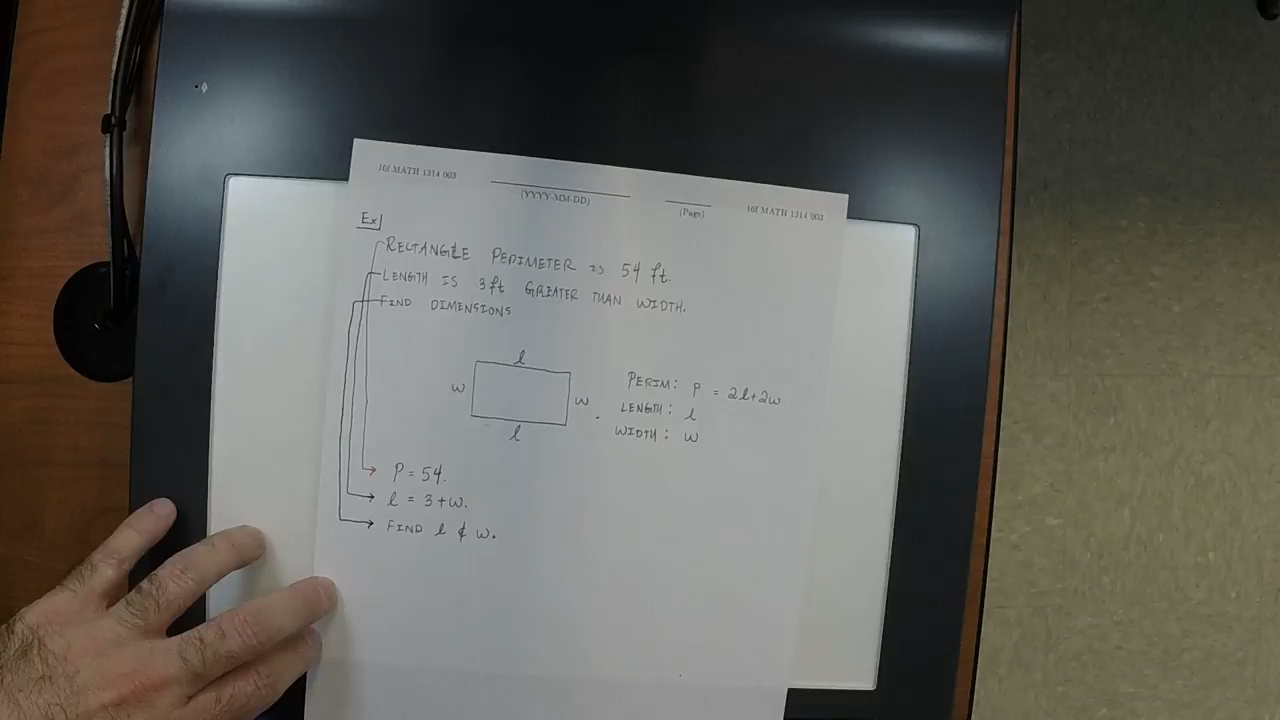 16f MATH 1314 003
(YYYY-MM-DD)
(Page)
16f MATH 1314 003
Ex
RECTANGLE PERIMETER IS 54 ft.
LENGTH IS 3ft GREATER THAN WIDTH.
FIND DIMENSIONS
l
w
w
l
PERIM: P = 2l+2w
LENGTH: l
WIDTH: w
P = 54.
l = 3+w.
FIND l & w.